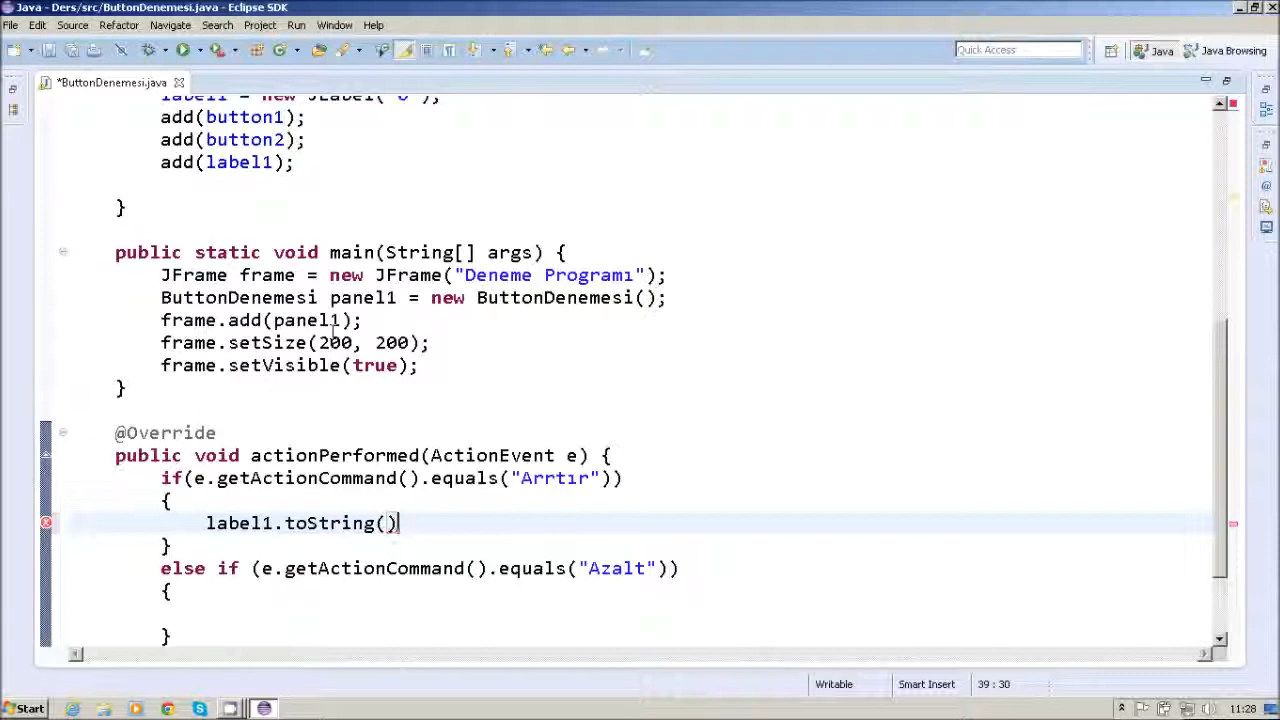 Java - Ders/src/ButtonDenemesi.java - Eclipse SDK
File Edit Source Refactor Navigate Search Project Run Window Help
Quick Access
Java
Java Browsing
*ButtonDenemesi.java
label1 = new JLabel("0");
add(button1);
add(button2);
add(label1);
}
public static void main(String[] args) {
JFrame frame = new JFrame("Deneme Programı");
ButtonDenemesi panel1 = new ButtonDenemesi();
frame.add(panel1);
frame.setSize(200, 200);
frame.setVisible(true);
}
@Override
public void actionPerformed(ActionEvent e) {
if(e.getActionCommand().equals("Arrtır"))
{
label1.toString()
}
else if (e.getActionCommand().equals("Azalt"))
{
}
Writable
Smart Insert
39 : 30
Start
11:28